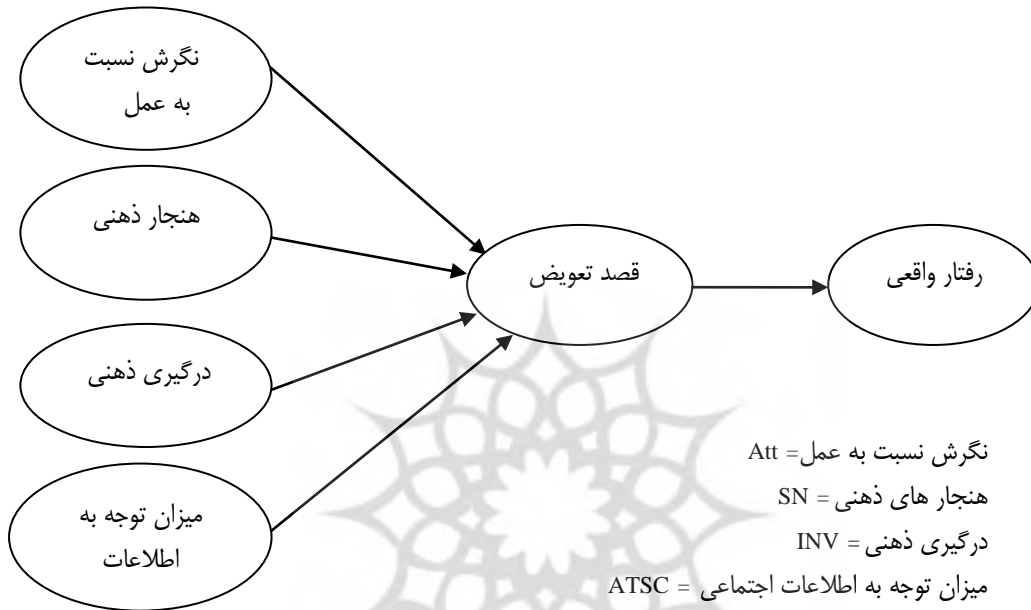 نگرش نسبت
به عمل
هنجار ذهنی
قصد تعویض
رفتار واقعی
درگیری ذهنی
میزان توجه به
اطلاعات
نگرش نسبت به عمل= Att
هنجار های ذهنی = SN
درگیری ذهنی = INV
میزان توجه به اطلاعات اجتماعی = ATSC